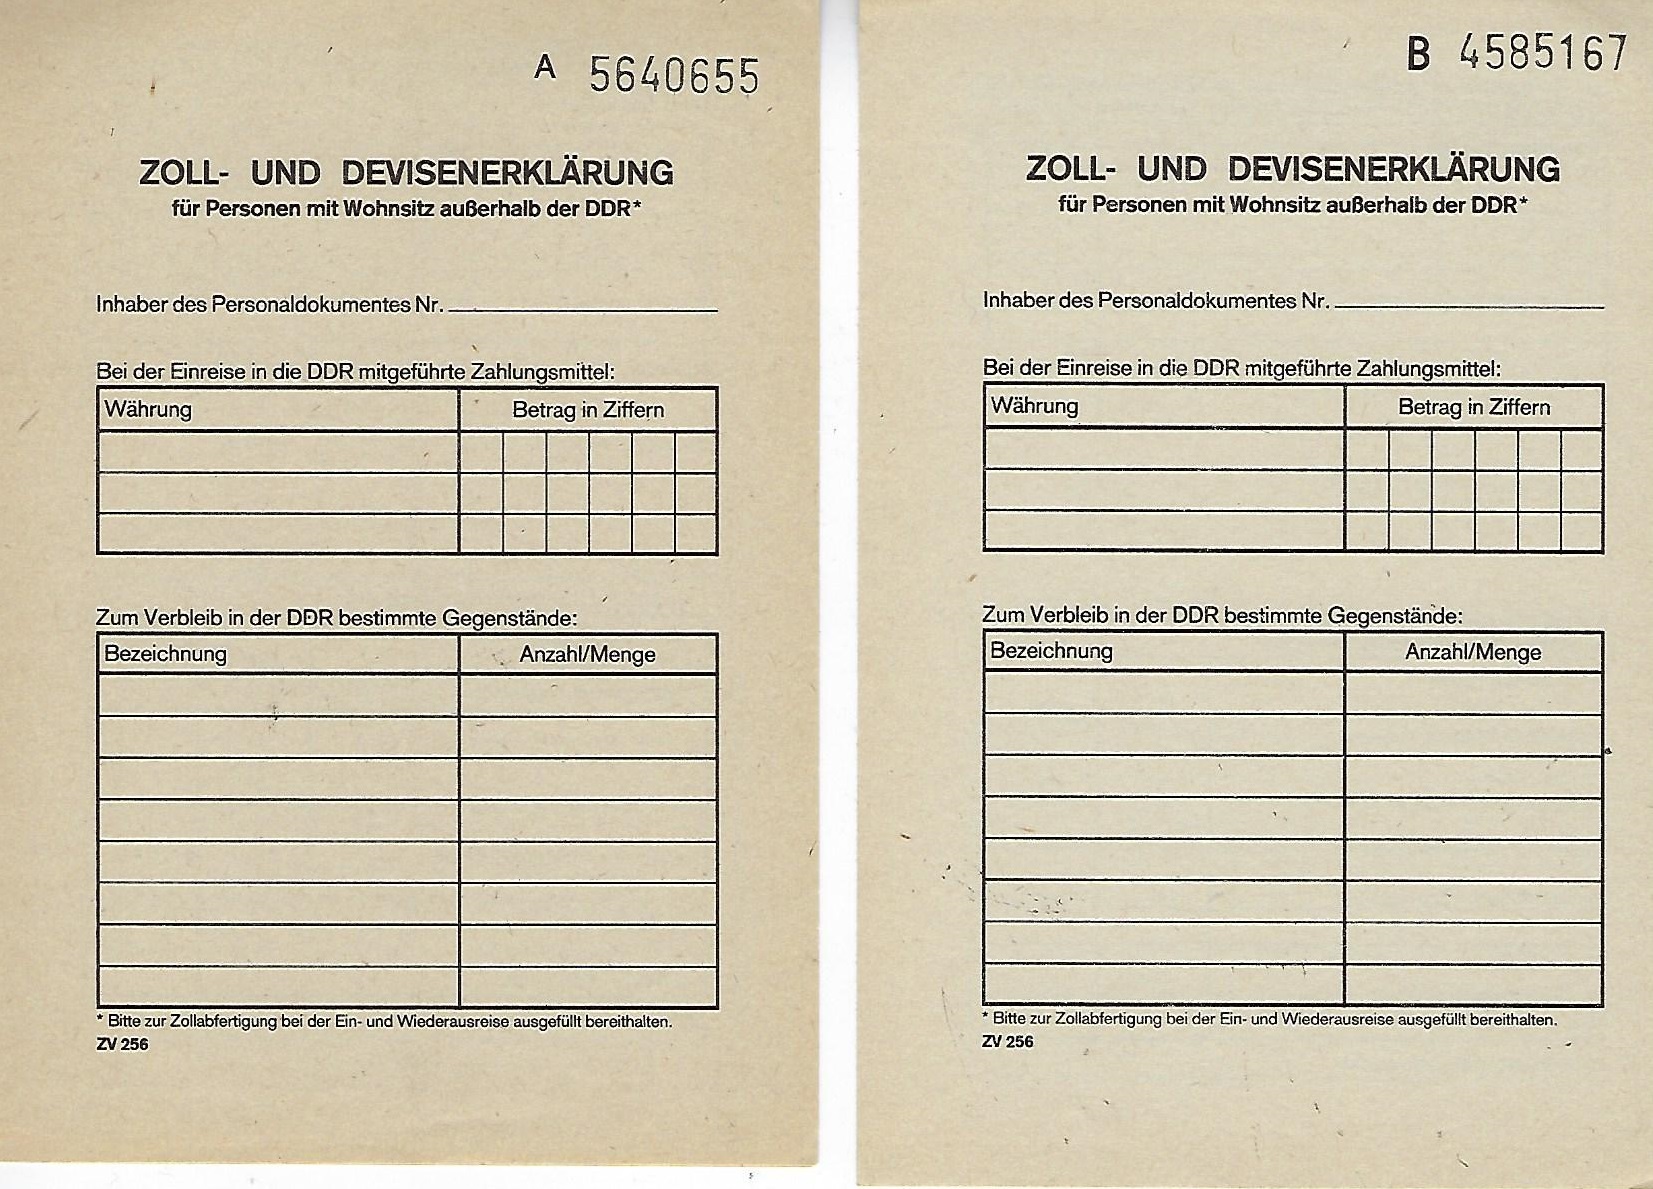 A 5640655
ZOLL- UND DEVISENERKLÄRUNG
für Personen mit Wohnsitz außerhalb der DDR*
Inhaber des Personaldokumentes Nr.
Bei der Einreise in die DDR mitgeführte Zahlungsmittel:
Währung Betrag in Ziffern
Zum Verbleib in der DDR bestimmte Gegenstände:
Bezeichnung Anzahl/Menge
* Bitte zur Zollabfertigung bei der Ein- und Wiederausreise ausgefüllt bereithalten.
ZV 256
B 4585167
ZOLL- UND DEVISENERKLÄRUNG
für Personen mit Wohnsitz außerhalb der DDR*
Inhaber des Personaldokumentes Nr.
Bei der Einreise in die DDR mitgeführte Zahlungsmittel:
Währung Betrag in Ziffern
Zum Verbleib in der DDR bestimmte Gegenstände:
Bezeichnung Anzahl/Menge
* Bitte zur Zollabfertigung bei der Ein- und Wiederausreise ausgefüllt bereithalten.
ZV 256